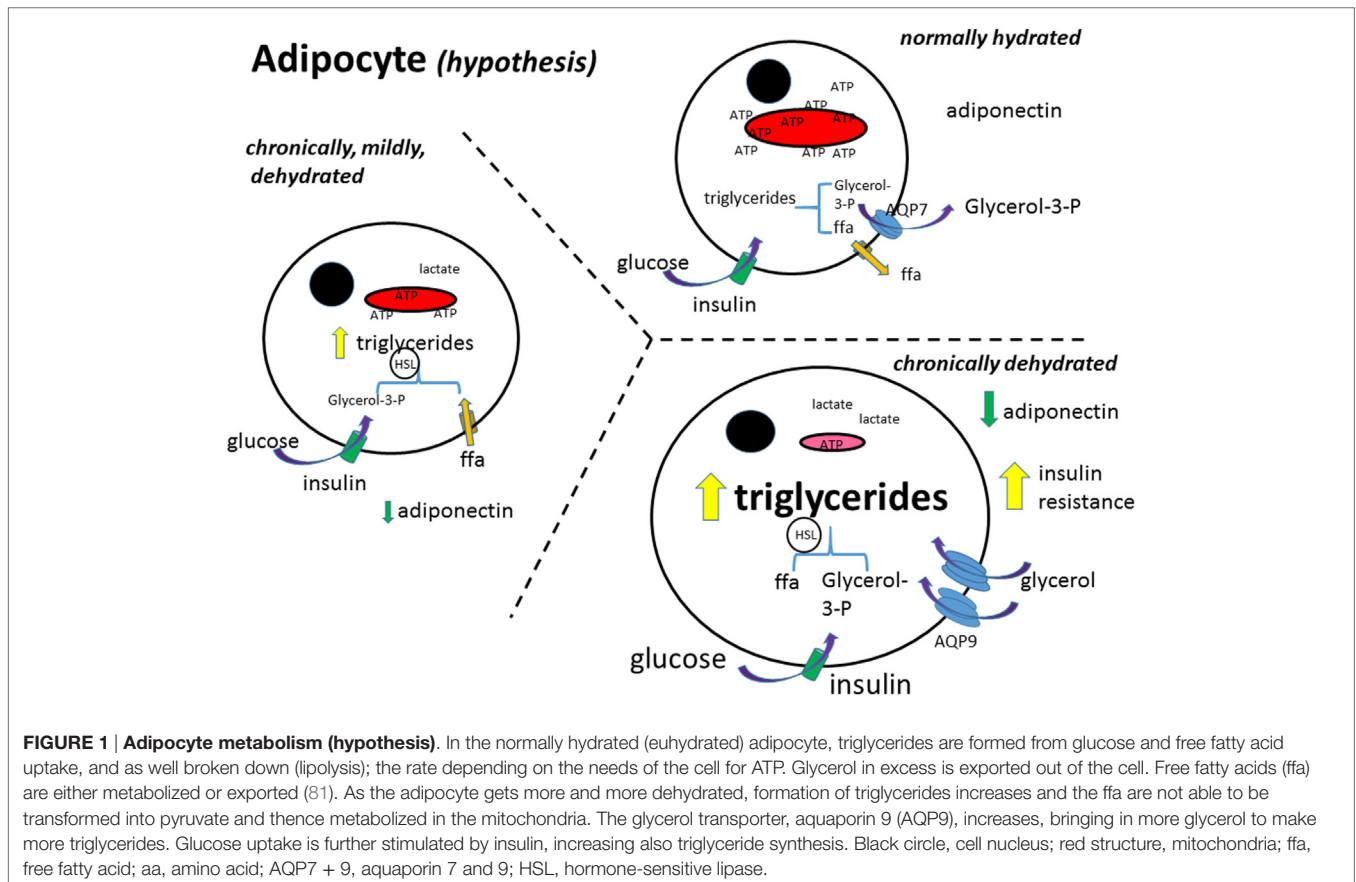 Adipocyte (hypothesis)
chronically, mildly,
dehydrated
lactate
ATP
ATP
ATP
triglycerides
HSL
Glycerol-3-P
glucose
insulin
ffa
adiponectin
normally hydrated
ATP
ATP
ATP
ATP
ATP
ATP
ATP
ATP
ATP
adiponectin
triglycerides
Glycerol-
3-P
ffa
AQP7
Glycerol-3-P
glucose
insulin
ffa
chronically dehydrated
adiponectin
lactate
lactate
ATP
insulin
resistance
triglycerides
HSL
ffa
Glycerol-
3-P
glycerol
AQP9
glucose
insulin
FIGURE 1 | Adipocyte metabolism (hypothesis). In the normally hydrated (euhydrated) adipocyte, triglycerides are formed from glucose and free fatty acid
uptake, and as well broken down (lipolysis); the rate depending on the needs of the cell for ATP. Glycerol in excess is exported out of the cell. Free fatty acids (ffa)
are either metabolized or exported (81). As the adipocyte gets more and more dehydrated, formation of triglycerides increases and the ffa are not able to be
transformed into pyruvate and thence metabolized in the mitochondria. The glycerol transporter, aquaporin 9 (AQP9), increases, bringing in more glycerol to make
more triglycerides. Glucose uptake is further stimulated by insulin, increasing also triglyceride synthesis. Black circle, cell nucleus; red structure, mitochondria; ffa,
free fatty acid; aa, amino acid; AQP7 + 9, aquaporin 7 and 9; HSL, hormone-sensitive lipase.